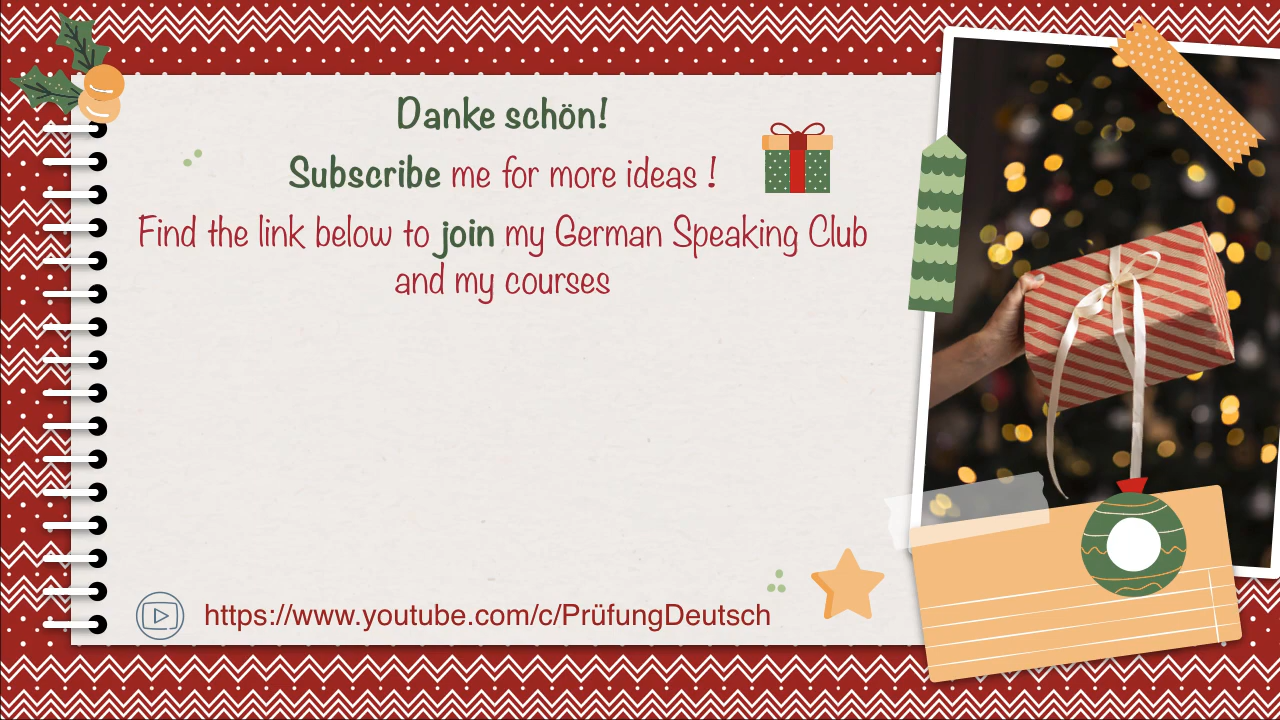 Danke schön!
Subscribe me for more ideas !
Find the link below to join my German Speaking Club
and my courses
https://www.youtube.com/c/PrüfungDeutsch